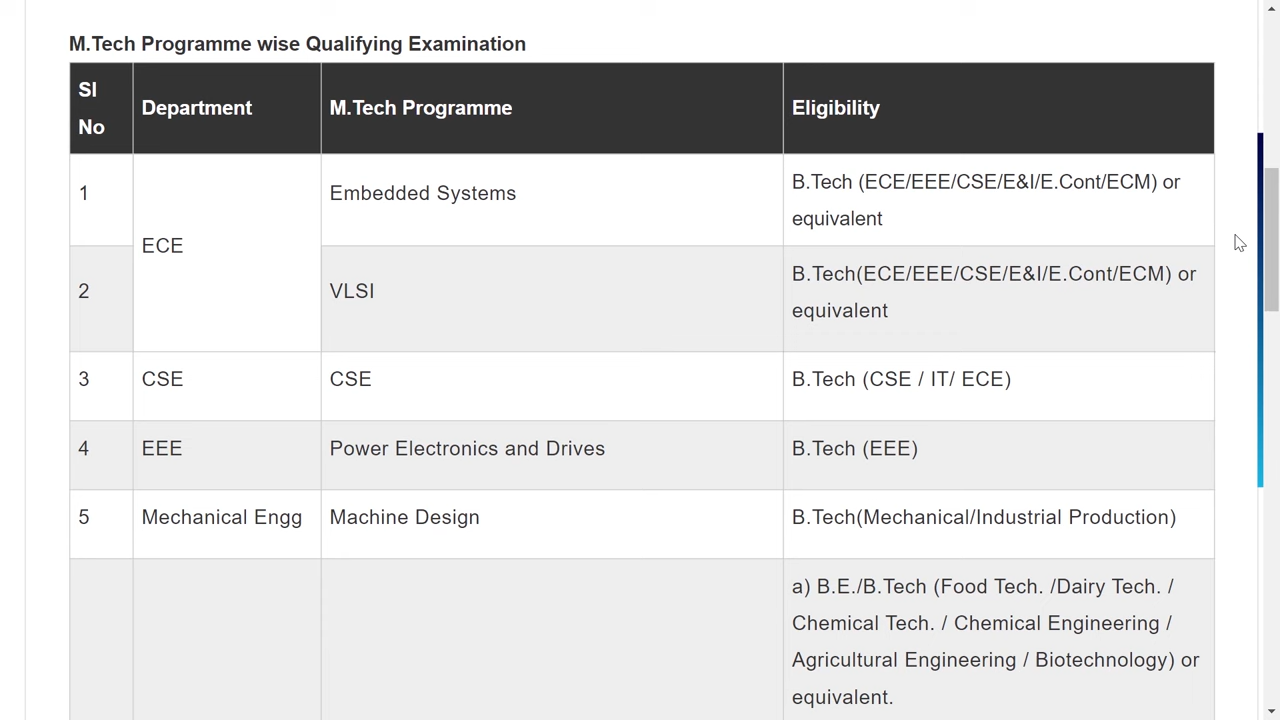 M.Tech Programme wise Qualifying Examination
Sl
No
Department
M.Tech Programme
Eligibility
1
ECE
Embedded Systems
B.Tech (ECE/EEE/CSE/E&I/E.Cont/ECM) or
equivalent
2
VLSI
B.Tech(ECE/EEE/CSE/E&I/E.Cont/ECM) or
equivalent
3
CSE
CSE
B.Tech (CSE / IT/ ECE)
4
EEE
Power Electronics and Drives
B.Tech (EEE)
5
Mechanical Engg
Machine Design
B.Tech(Mechanical/Industrial Production)
a) B.E./B.Tech (Food Tech. /Dairy Tech. /
Chemical Tech. / Chemical Engineering /
Agricultural Engineering / Biotechnology) or
equivalent.